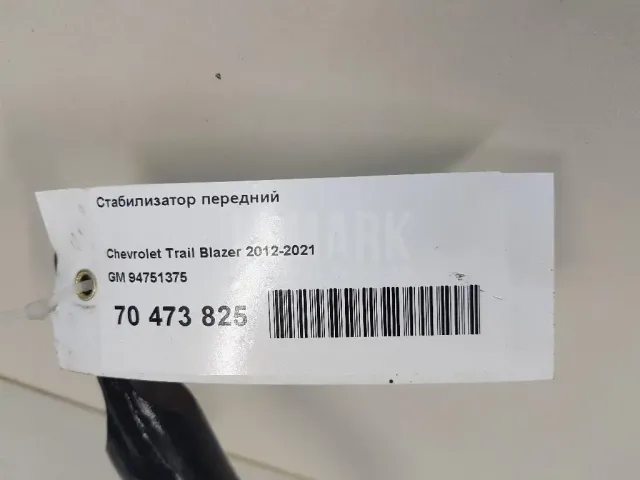 Стабилизатор передний
Chevrolet Trail Blazer 2012-2021
GM 94751375
70 473 825